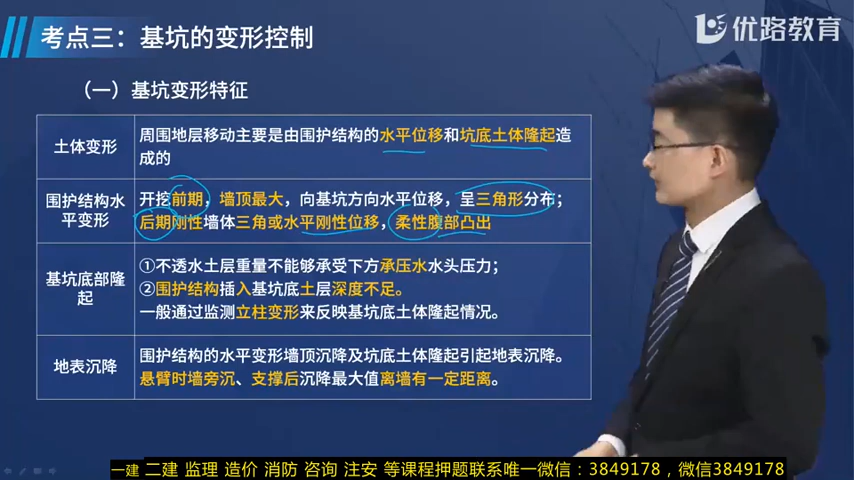 考点三：基坑的变形控制
优路教育
（一）基坑变形特征
土体变形
周围地层移动主要是由围护结构的水平位移和坑底土体隆起造
成的
围护结构水
平变形
开挖前期，墙顶最大，向基坑方向水平位移，呈三角形分布；
后期刚性墙体三角或水平刚性位移，柔性腹部凸出
基坑底部隆
起
①不透水土层重量不能够承受下方承压水水头压力；
②围护结构插入基坑底土层深度不足。
一般通过监测立柱变形来反映基坑底土体隆起情况。
地表沉降
围护结构的水平变形墙顶沉降及坑底土体隆起引起地表沉降。
悬臂时墙旁沉、支撑后沉降最大值离墙有一定距离。
一建 二建 监理 造价 消防 咨询 注安 等课程押题联系唯一微信：3849178，微信3849178